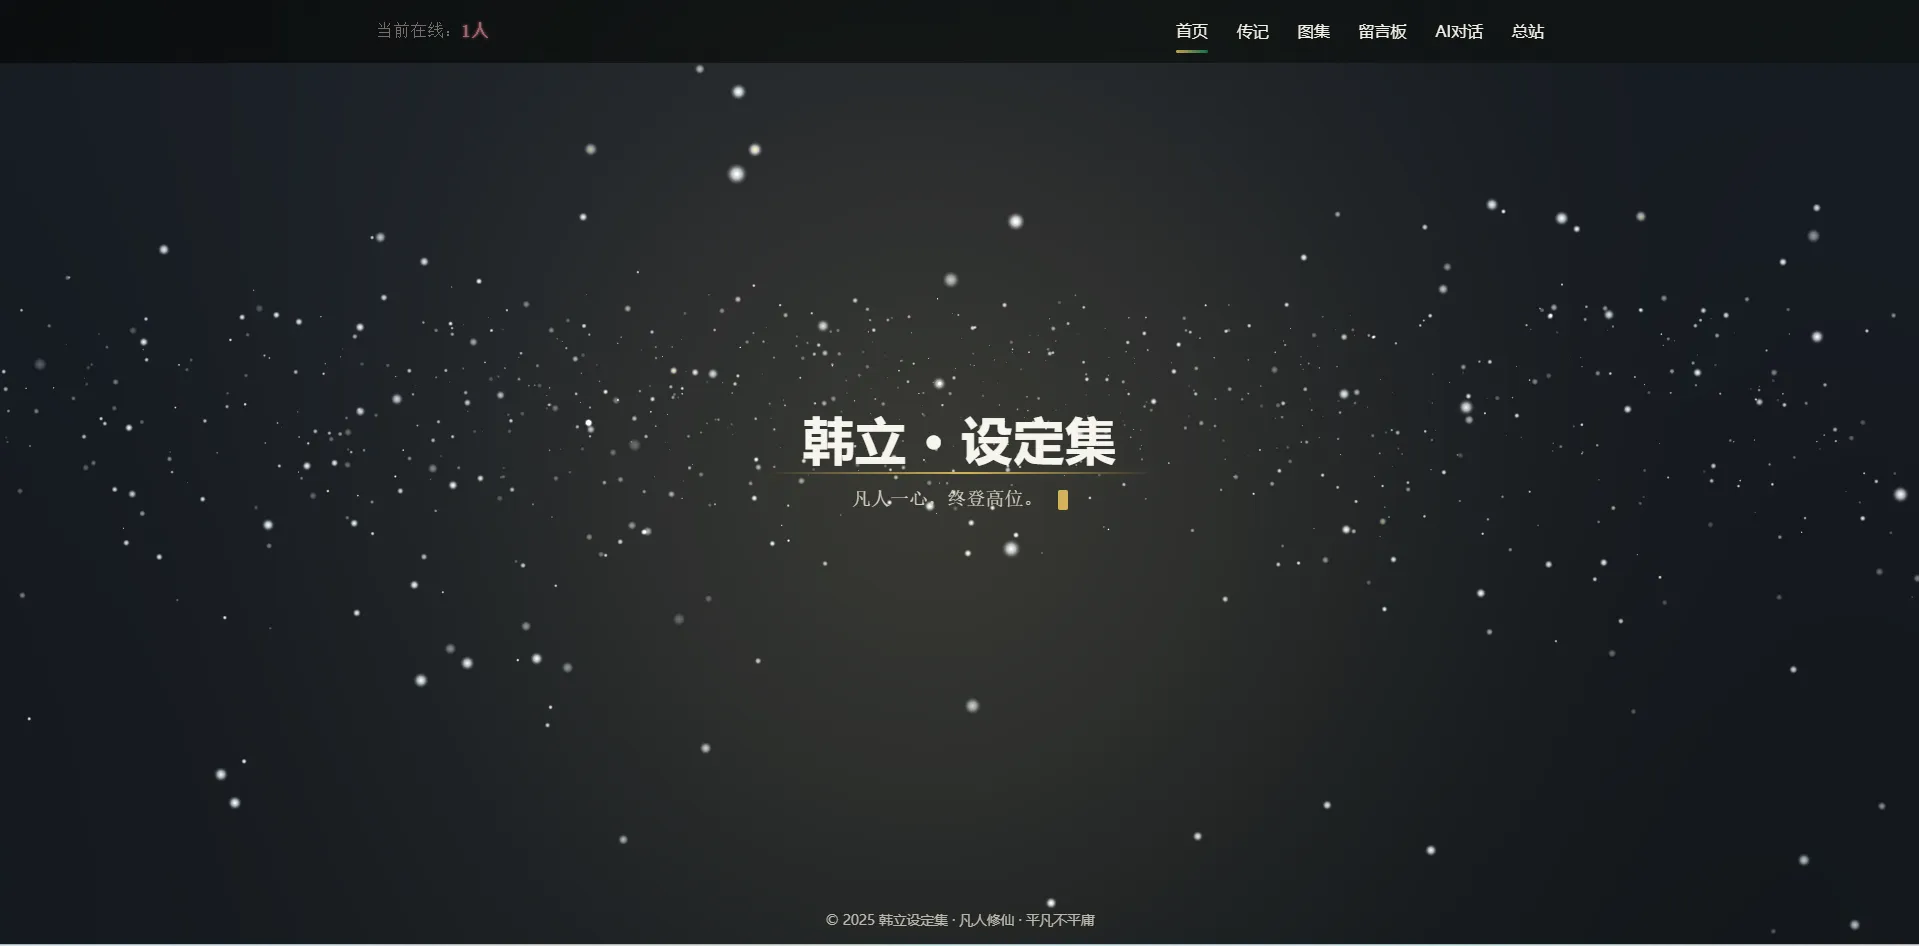 当前在线：1人
首页 传记 图集 留言板 AI对话 总站
韩立·设定集
凡人一心，终登高位。
© 2025 韩立设定集 · 凡人修仙 · 平凡不平庸